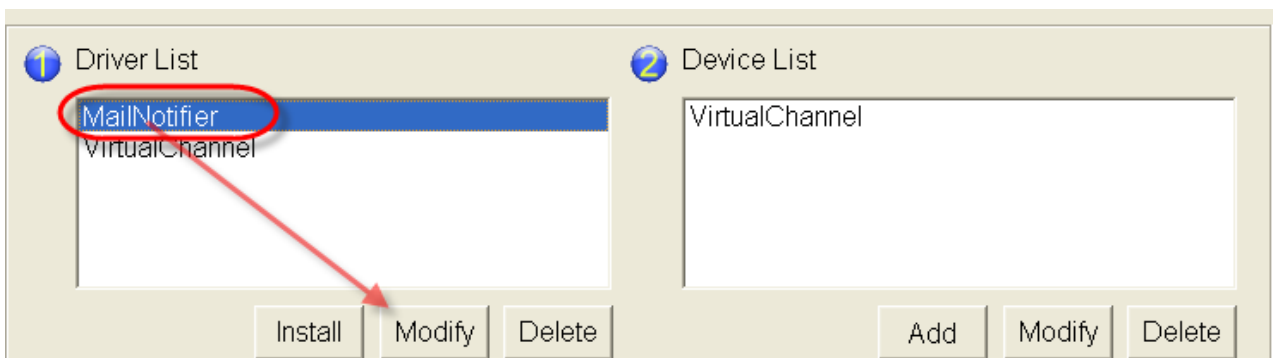 1 Driver List
MailNotifier
VirtualChannel
Install Modify Delete
2 Device List
VirtualChannel
Add Modify Delete